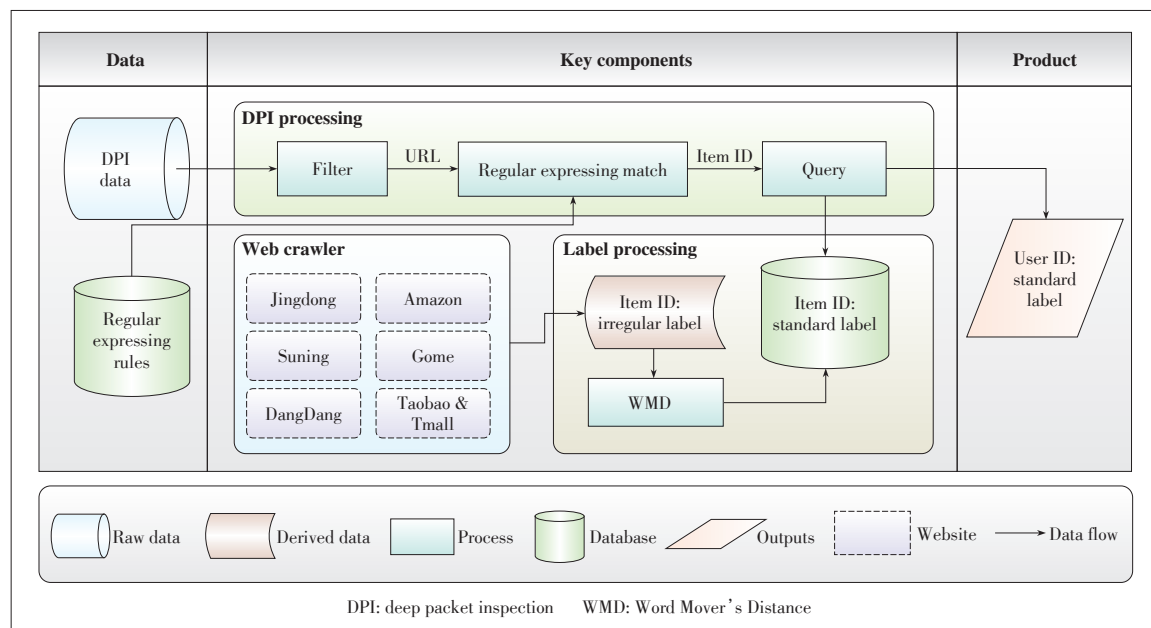 Data
Key components
Product
DPI processing
DPI
data
Filter
URL
Regular expressing match
Item ID
Query
Regular
expressing
rules
Web crawler
Jingdong
Amazon
Suning
Gome
DangDang
Taobao &
Tmall
Label processing
Item ID:
irregular label
WMD
Item ID:
standard label
User ID:
standard
label
Raw data
Derived data
Process
Database
Outputs
Website
Data flow
DPI: deep packet inspection WMD: Word Mover’s Distance